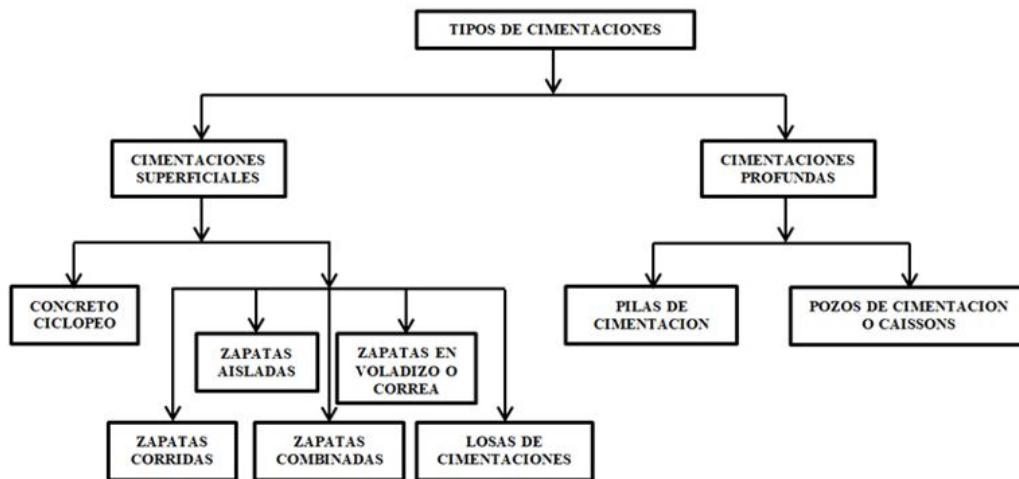 TIPOS DE CIMENTACIONES
CIMENTACIONES
SUPERFICIALES
CIMENTACIONES
PROFUNDAS
CONCRETO
CICLOPEO
PILAS DE
CIMENTACION
POZOS DE CIMENTACION
O CAISSONS
ZAPATAS
AISLADAS
ZAPATAS EN
VOLADIZO O
CORREA
ZAPATAS
CORRIDAS
ZAPATAS
COMBINADAS
LOSAS DE
CIMENTACIONES